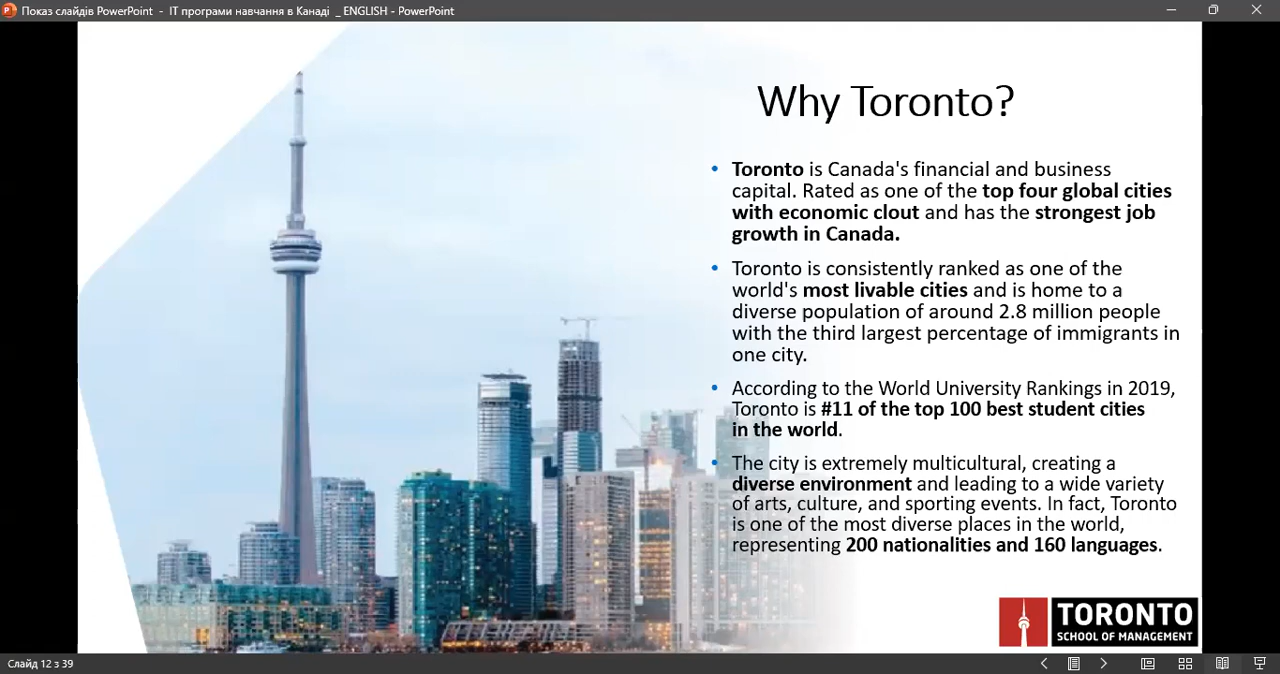 Показ слайдів PowerPoint - ІТ програми навчання в Канаді _ ENGLISH - PowerPoint
Why Toronto?
• Toronto is Canada's financial and business
capital. Rated as one of the top four global cities
with economic clout and has the strongest job
growth in Canada.
• Toronto is consistently ranked as one of the
world's most livable cities and is home to a
diverse population of around 2.8 million people
with the third largest percentage of immigrants in
one city.
• According to the World University Rankings in 2019,
Toronto is #11 of the top 100 best student cities
in the world.
• The city is extremely multicultural, creating a
diverse environment and leading to a wide variety
of arts, culture, and sporting events. In fact, Toronto
is one of the most diverse places in the world,
representing 200 nationalities and 160 languages.
TORONTO
SCHOOL OF MANAGEMENT
Слайд 12 з 39